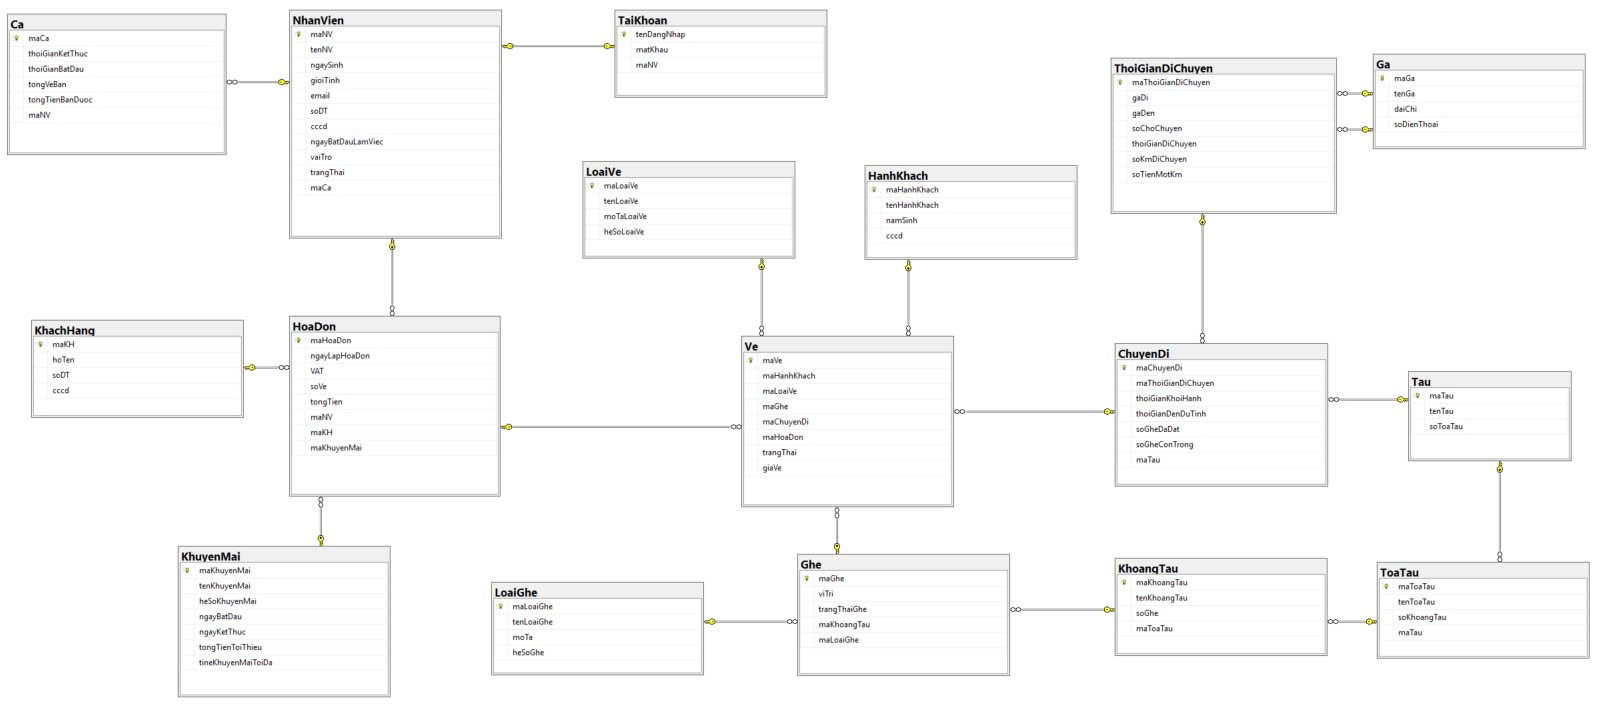 Ca
maCa
thoiGianKetThuc
thoiGianBatDau
tongVeBan
tongTienBanDuoc
maNV
NhanVien
maNV
tenNV
ngaySinh
gioiTinh
email
soDT
cccd
ngayBatDauLamViec
vaiTro
trangThai
maCa
TaiKhoan
tenDangNhap
matKhau
maNV
ThoiGianDiChuyen
maThoiGianDiChuyen
gaDi
gaDen
soChoChuyen
thoiGianDiChuyen
soKmDiChuyen
soTienMotKm
Ga
maGa
tenGa
daiChi
soDienThoai
LoaiVe
maLoaiVe
tenLoaiVe
moTaLoaiVe
heSoLoaiVe
HanhKhach
maHanhKhach
tenHanhKhach
namSinh
cccd
KhachHang
maKH
hoTen
soDT
cccd
HoaDon
maHoaDon
ngayLapHoaDon
VAT
soVe
tongTien
maNV
maKH
maKhuyenMai
Ve
maVe
maHanhKhach
maLoaiVe
maGhe
maChuyenDi
maHoaDon
trangThai
giaVe
ChuyenDi
maChuyenDi
maThoiGianDiChuyen
thoiGianKhoiHanh
thoiGianDenDuTinh
soGheDaDat
soGheConTrong
maTau
Tau
maTau
tenTau
soToaTau
KhuyenMai
maKhuyenMai
tenKhuyenMai
heSoKhuyenMai
ngayBatDau
ngayKetThuc
tongTienToiThieu
tineKhuyenMaiToiDa
LoaiGhe
maLoaiGhe
tenLoaiGhe
moTa
heSoGhe
Ghe
maGhe
viTri
trangThaiGhe
maKhoangTau
maLoaiGhe
KhoangTau
maKhoangTau
tenKhoangTau
soGhe
maToaTau
ToaTau
maToaTau
tenToaTau
soKhoangTau
maTau